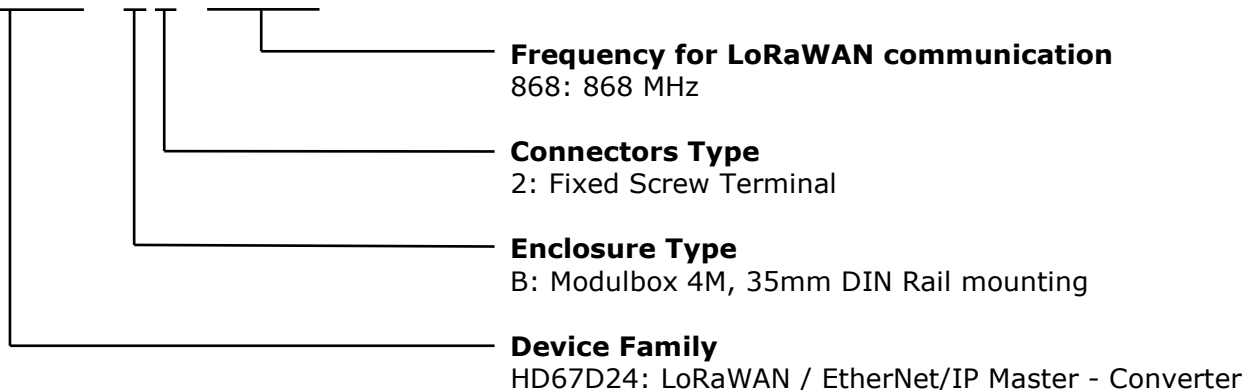 Frequency for LoRaWAN communication
868: 868 MHz
Connectors Type
2: Fixed Screw Terminal
Enclosure Type
B: Modulbox 4M, 35mm DIN Rail mounting
Device Family
HD67D24: LoRaWAN / EtherNet/IP Master - Converter